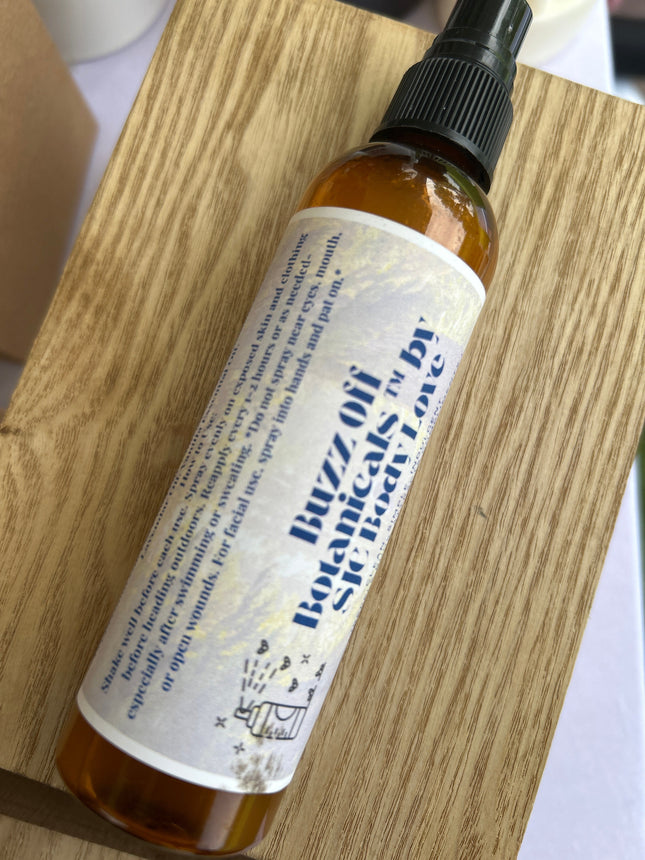 Shake well before each use. Spray evenly on exposed skin and clothing
before heading outdoors. Reapply every 1-2 hours or as needed-
especially after swimming or sweating. *Do not spray near eyes, mouth,
or open wounds. For facial use, spray into hands and pat on.*
Buzz Off
Botanicals ™ by
SJC Body Love